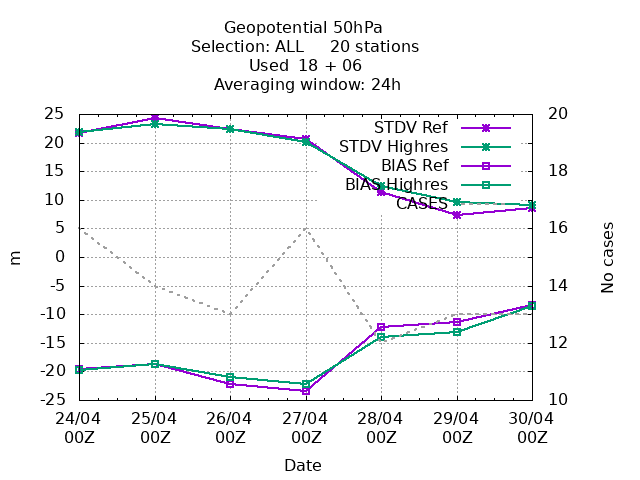 Geopotential 50hPa
Selection: ALL     20 stations
Used  18 + 06
Averaging window: 24h
25
20
15
10
5
0
-5
-10
-15
-20
-25
m
20
18
16
14
12
10
No cases
STDV Ref
STDV Highres
BIAS Ref
BIAS Highres
CASES
24/04 25/04 26/04 27/04 28/04 29/04 30/04
00Z 00Z 00Z 00Z 00Z 00Z 00Z
Date